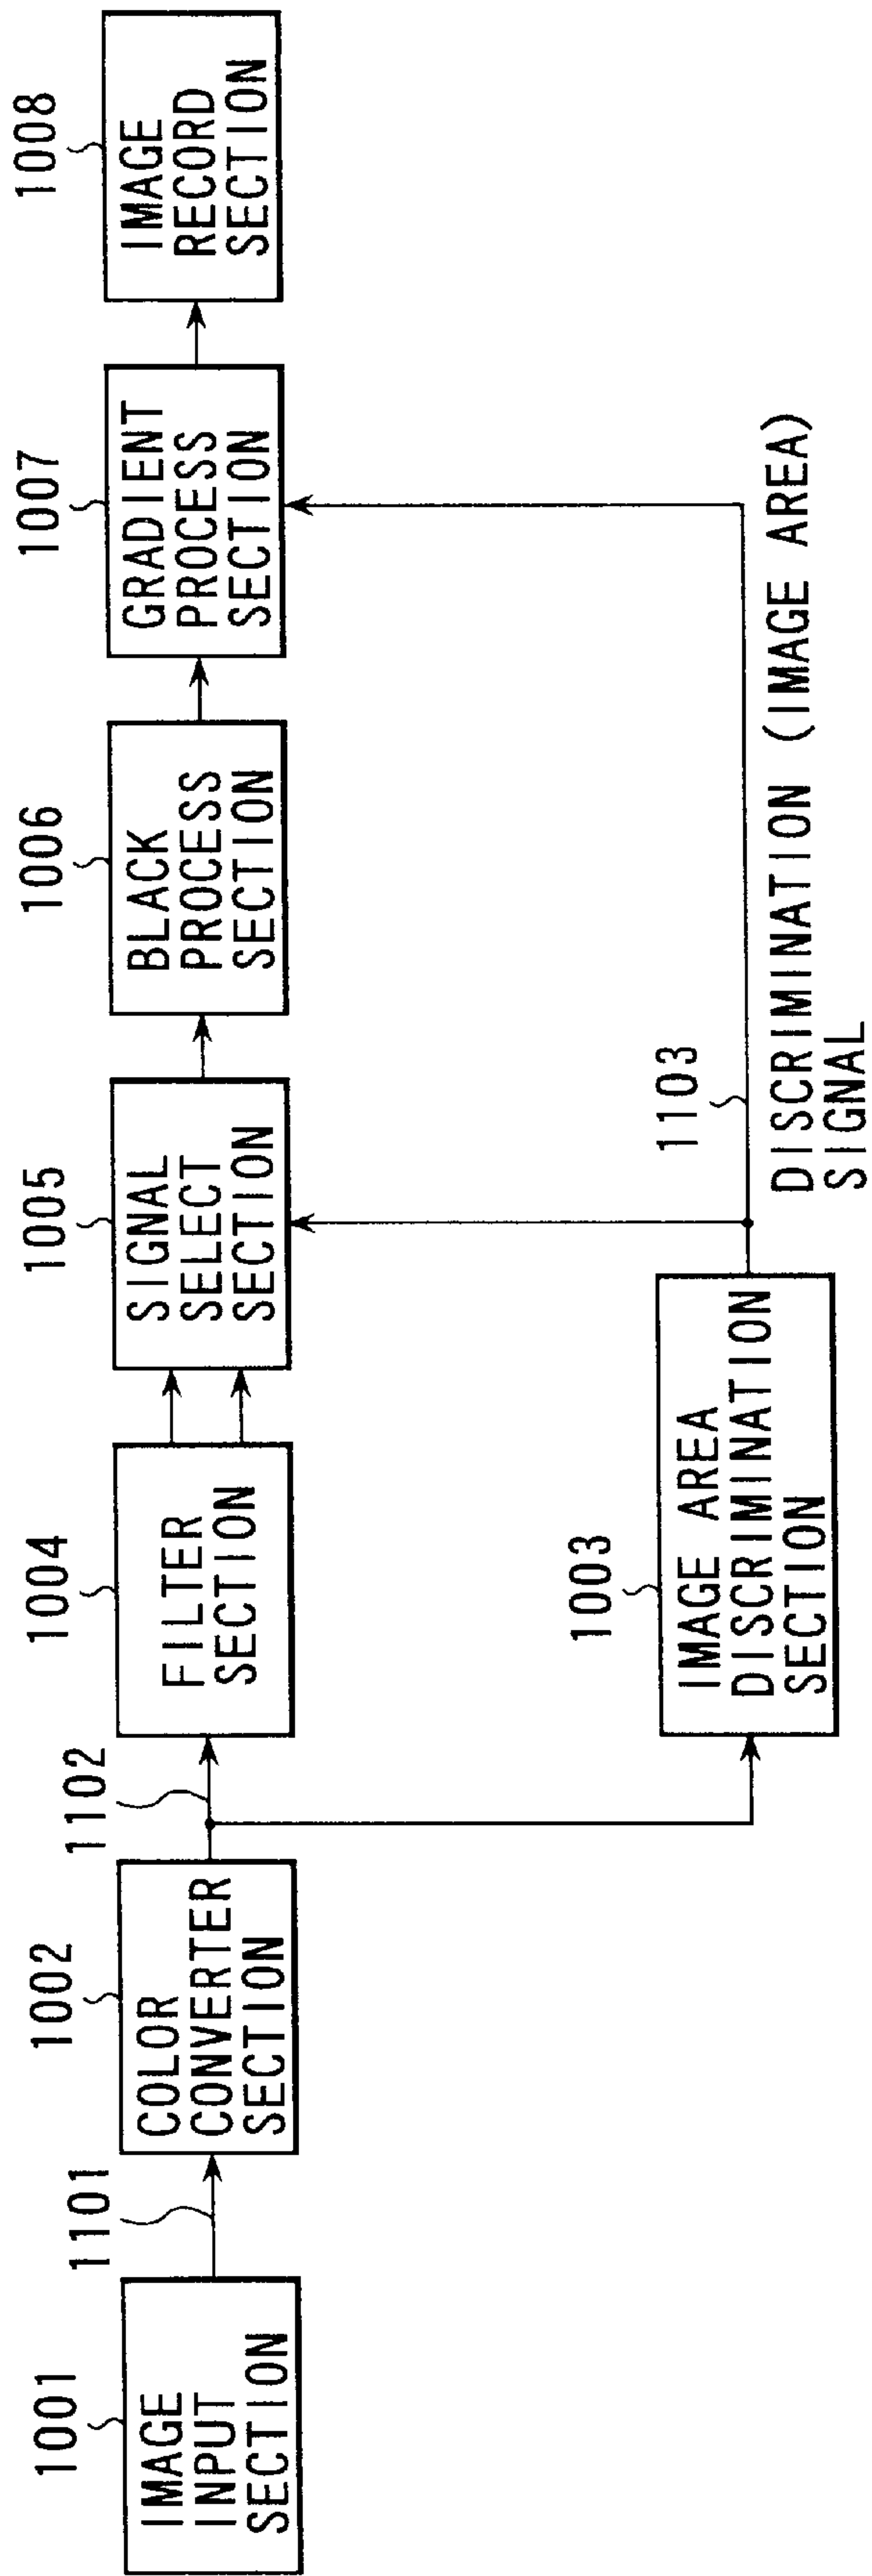 1001
IMAGE
INPUT
SECTION
1101
1002
COLOR
CONVERTER
SECTION
1102
1004
FILTER
SECTION
1005
SIGNAL
SELECT
SECTION
1006
BLACK
PROCESS
SECTION
1007
GRADIENT
PROCESS
SECTION
1008
IMAGE
RECORD
SECTION
1003
IMAGE AREA
DISCRIMINATION
SECTION
1103
DISCRIMINATION (IMAGE AREA)
SIGNAL